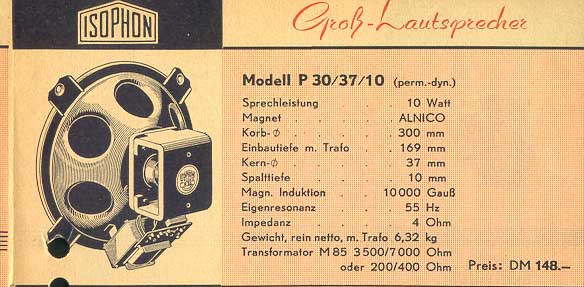 ISOPHON
Groß-Lautsprecher
Modell P 30/37/10 (perm.-dyn.)
Sprechleistung . . . . 10 Watt
Magnet . . . . . ALNICO
Korb-∅ . . . . . 300 mm
Einbautiefe m. Trafo . . . 169 mm
Kern-∅ . . . . . 37 mm
Spalttiefe . . . . . 10 mm
Magn. Induktion . . . 10000 Gauß
Eigenresonanz . . . . 55 Hz
Impedanz . . . . . 4 Ohm
Gewicht, rein netto, m. Trafo 6,32 kg
Transformator M 85 3500/7000 Ohm
oder 200/400 Ohm Preis: DM 148.–